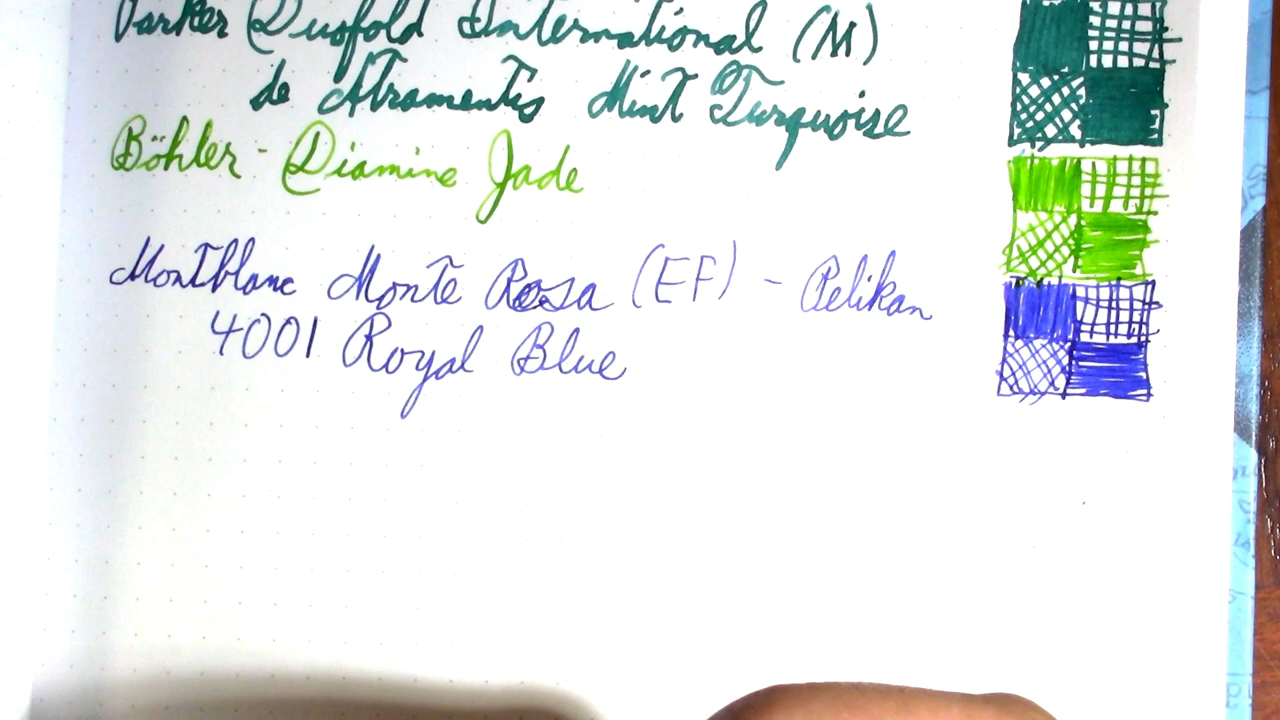 Parker Duofold International (M)
de Atramentis Mint Turquoise
Böhler - Diamine Jade
Montblanc Monte Rosa (EF) - Pelikan
4001 Royal Blue